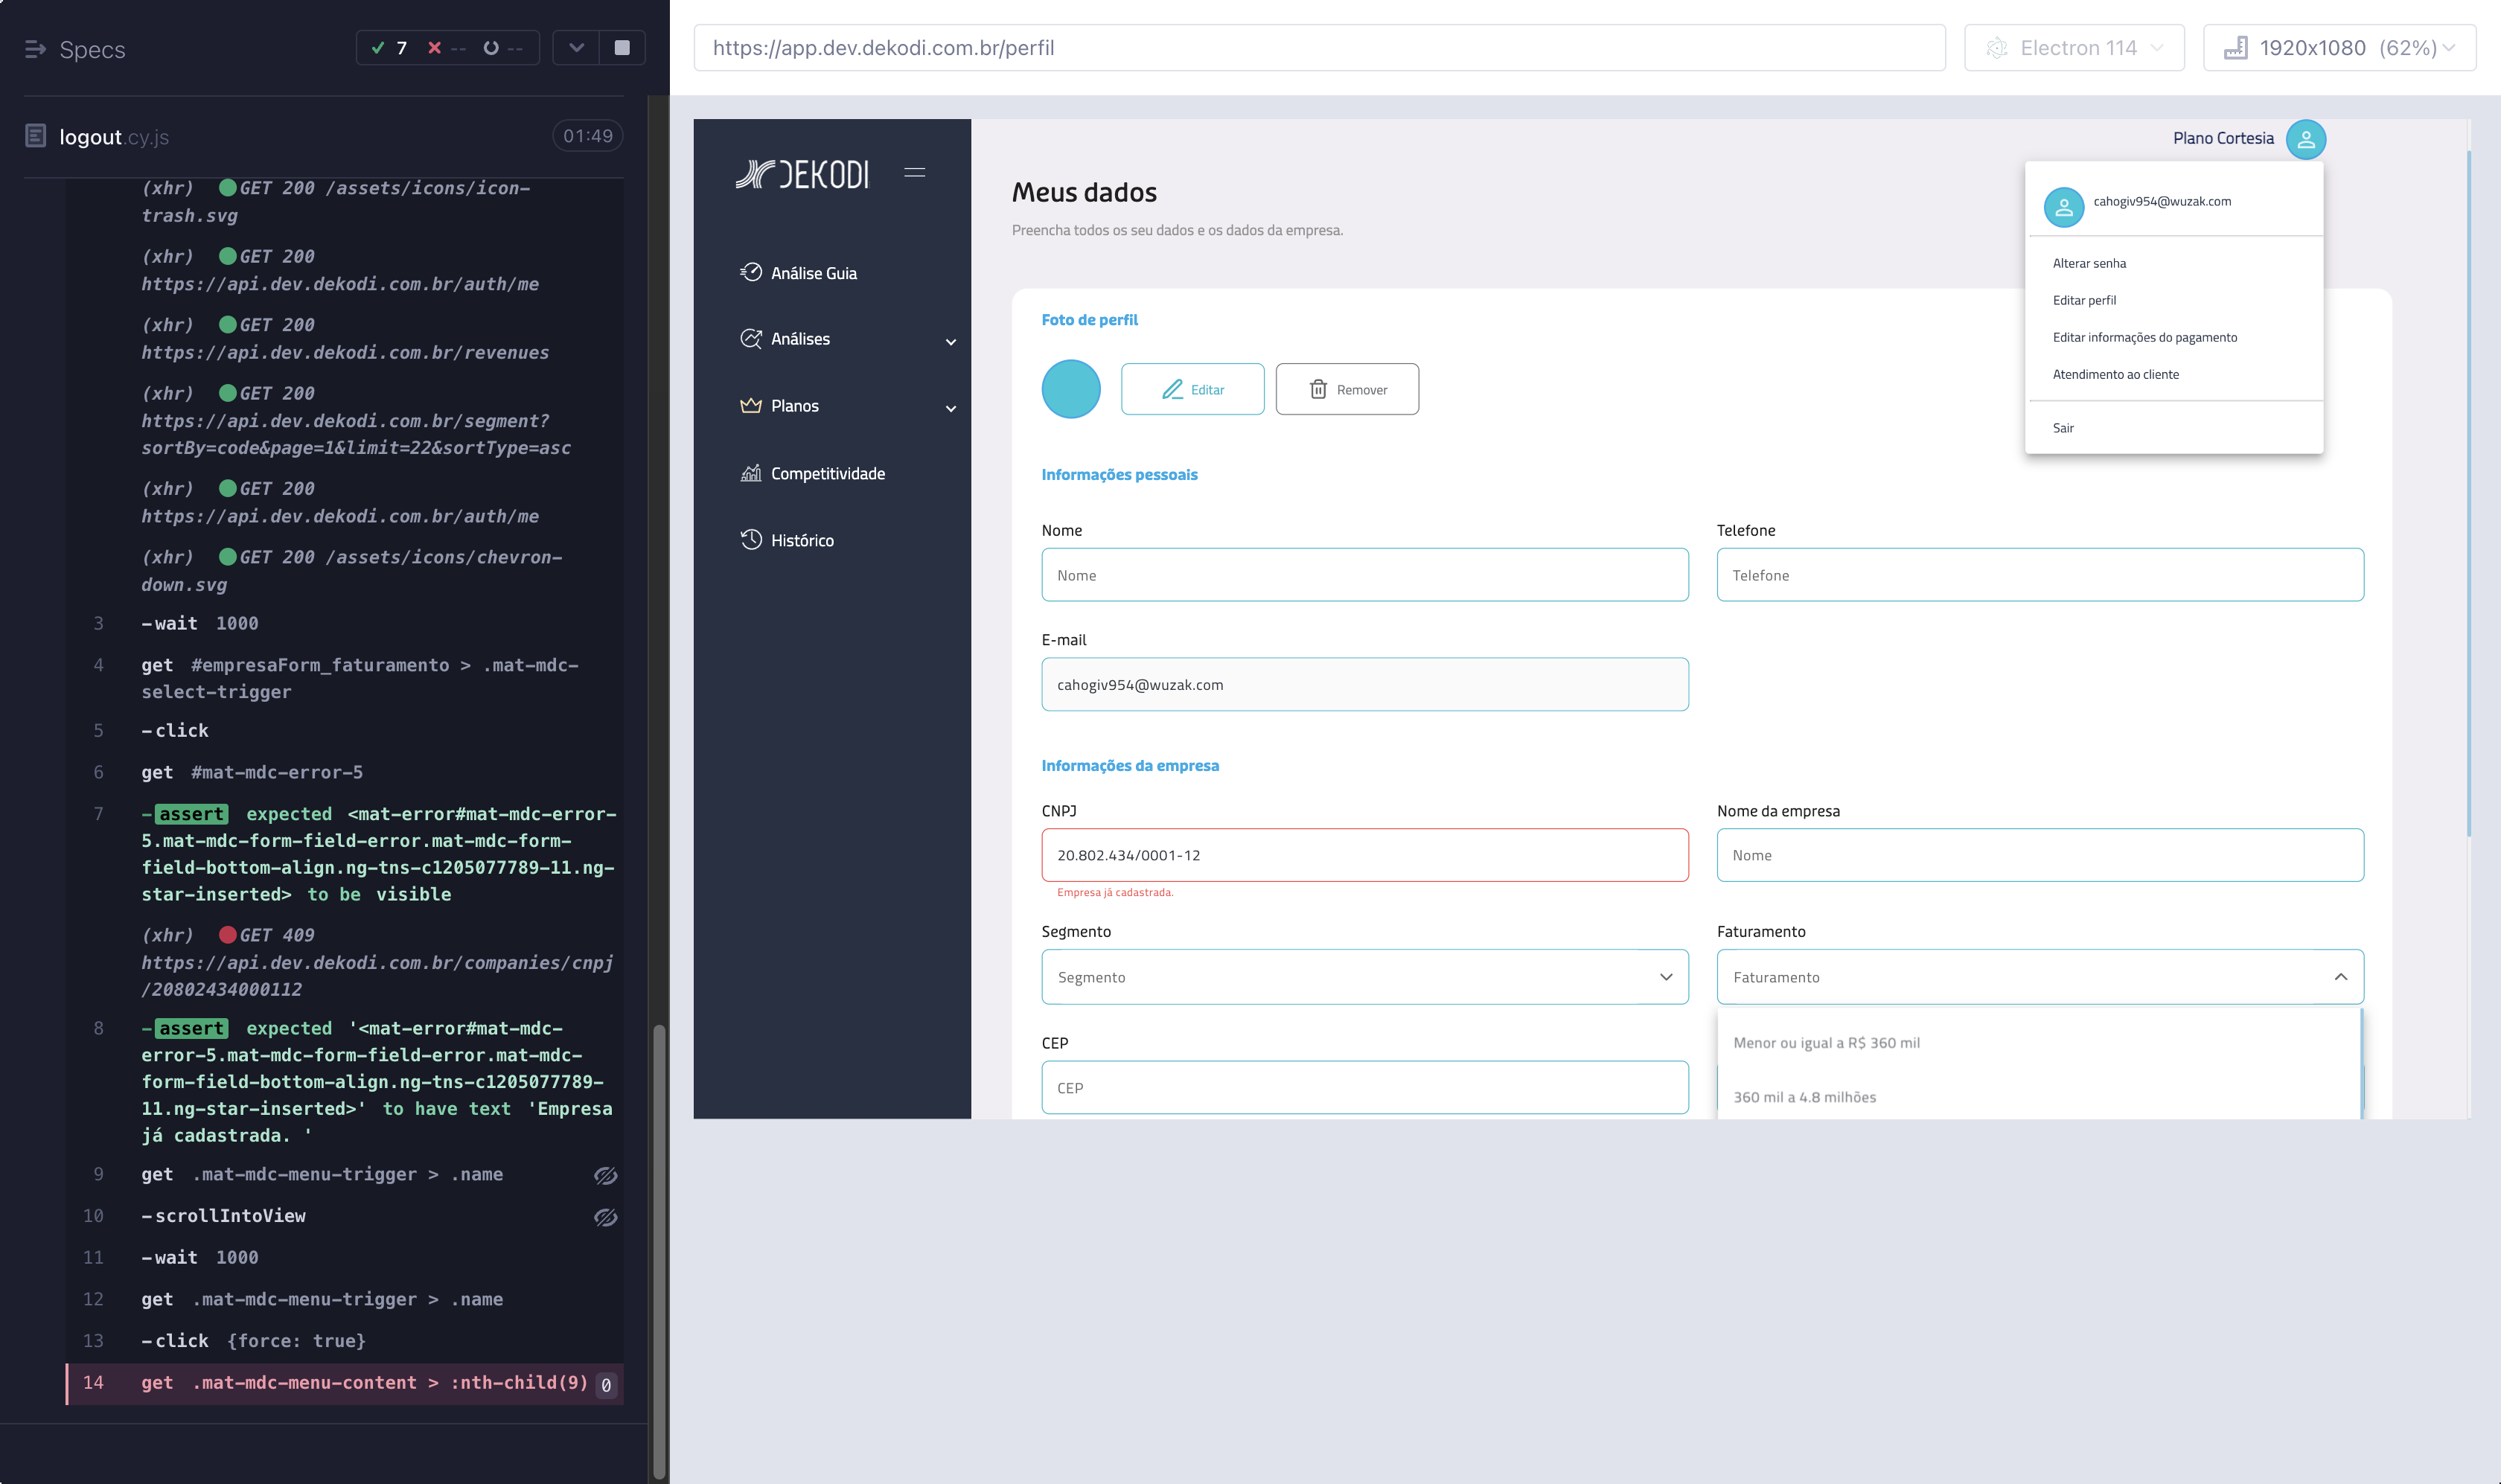 Specs
7 -- --
logout.cy.js
01:49
(xhr) GET 200 /assets/icons/icon-
trash.svg
(xhr) GET 200
https://api.dev.dekodi.com.br/auth/me
(xhr) GET 200
https://api.dev.dekodi.com.br/revenues
(xhr) GET 200
https://api.dev.dekodi.com.br/segment?
sortBy=code&page=1&limit=22&sortType=asc
(xhr) GET 200
https://api.dev.dekodi.com.br/auth/me
(xhr) GET 200 /assets/icons/chevron-
down.svg
3 -wait 1000
4 get #empresaForm_faturamento > .mat-mdc-
select-trigger
5 -click
6 get #mat-mdc-error-5
7 -assert expected <mat-error#mat-mdc-error-
5.mat-mdc-form-field-error.mat-mdc-form-
field-bottom-align.ng-tns-c1205077789-11.ng-
star-inserted> to be visible
(xhr) GET 409
https://api.dev.dekodi.com.br/companies/cnpj
/20802434000112
8 -assert expected '<mat-error#mat-mdc-
error-5.mat-mdc-form-field-error.mat-mdc-
form-field-bottom-align.ng-tns-c1205077789-
11.ng-star-inserted>' to have text 'Empresa
já cadastrada. '
9 get .mat-mdc-menu-trigger > .name
10 -scrollIntoView
11 -wait 1000
12 get .mat-mdc-menu-trigger > .name
13 -click {force: true}
14 get .mat-mdc-menu-content > :nth-child(9) 0
https://app.dev.dekodi.com.br/perfil
Electron 114
1920x1080 (62%)
DEKODI
Análise Guia
Análises
Planos
Competitividade
Histórico
Plano Cortesia
cahogiv954@wuzak.com
Alterar senha
Editar perfil
Editar informações do pagamento
Atendimento ao cliente
Sair
Meus dados
Preencha todos os seu dados e os dados da empresa.
Foto de perfil
Editar
Remover
Informações pessoais
Nome
Telefone
Nome
Telefone
E-mail
cahogiv954@wuzak.com
Informações da empresa
CNPJ
Nome da empresa
20.802.434/0001-12
Nome
Empresa já cadastrada.
Segmento
Faturamento
Segmento
Faturamento
CEP
Menor ou igual a R$ 360 mil
CEP
360 mil a 4.8 milhões